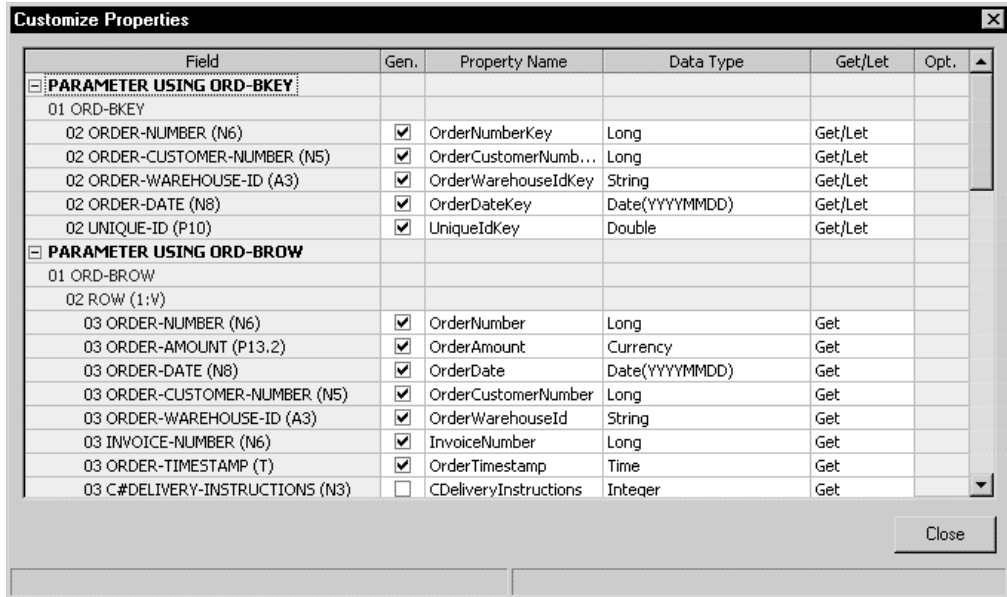 Customize Properties
Field Gen. Property Name Data Type Get/Let Opt.
PARAMETER USING ORD-BKEY
01 ORD-BKEY
02 ORDER-NUMBER (N6) OrderNumberKey Long Get/Let
02 ORDER-CUSTOMER-NUMBER (N5) OrderCustomerNumb... Long Get/Let
02 ORDER-WAREHOUSE-ID (A3) OrderWarehouseIdKey String Get/Let
02 ORDER-DATE (N8) OrderDateKey Date(YYYYMMDD) Get/Let
02 UNIQUE-ID (P10) UniqueIdKey Double Get/Let
PARAMETER USING ORD-BROW
01 ORD-BROW
02 ROW (1:V)
03 ORDER-NUMBER (N6) OrderNumber Long Get
03 ORDER-AMOUNT (P13.2) OrderAmount Currency Get
03 ORDER-DATE (N8) OrderDate Date(YYYYMMDD) Get
03 ORDER-CUSTOMER-NUMBER (N5) OrderCustomerNumber Long Get
03 ORDER-WAREHOUSE-ID (A3) OrderWarehouseId String Get
03 INVOICE-NUMBER (N6) InvoiceNumber Long Get
03 ORDER-TIMESTAMP (T) OrderTimestamp Time Get
03 C#DELIVERY-INSTRUCTIONS (N3) CDeliveryInstructions Integer Get
Close